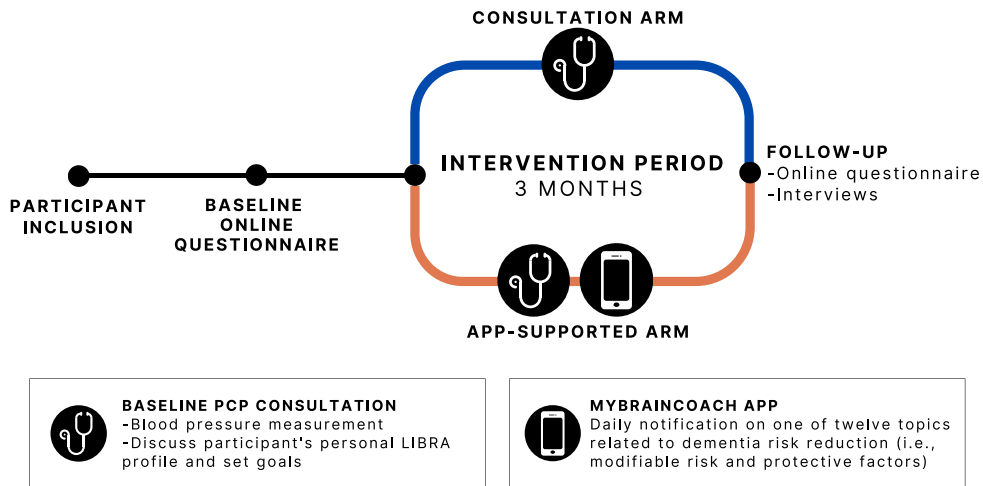 CONSULTATION ARM
INTERVENTION PERIOD
3 MONTHS
FOLLOW-UP
-Online questionnaire
-Interviews
PARTICIPANT
INCLUSION
BASELINE
ONLINE
QUESTIONNAIRE
APP-SUPPORTED ARM
BASELINE PCP CONSULTATION
-Blood pressure measurement
-Discuss participant's personal LIBRA
profile and set goals
MYBRAINCOACH APP
Daily notification on one of twelve topics
related to dementia risk reduction (i.e.,
modifiable risk and protective factors)